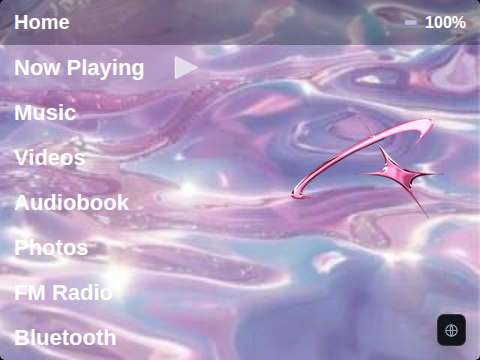 Home
100%
Now Playing
Music
Videos
Audiobook
Photos
FM Radio
Bluetooth